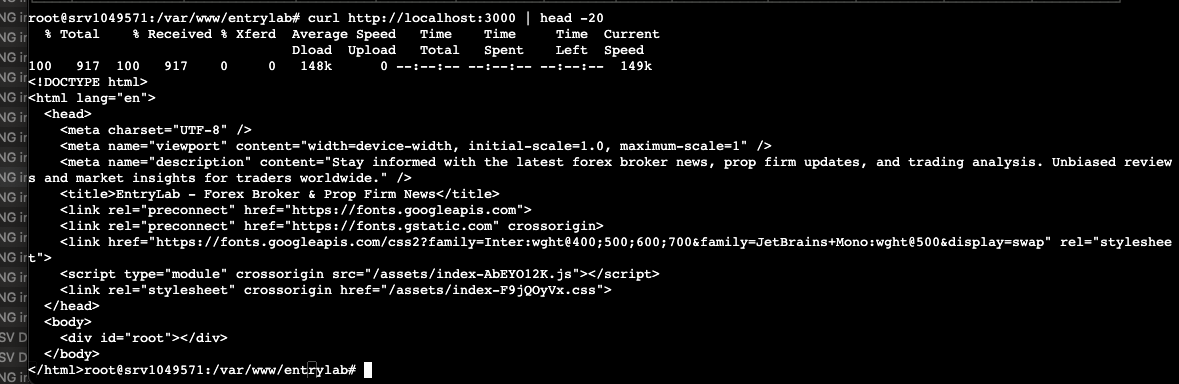 root@srv1049571:/var/www/entrylab# curl http://localhost:3000 | head -20
  % Total    % Received % Xferd  Average Speed   Time    Time     Time  Current
                                 Dload  Upload   Total   Spent    Left  Speed
100   917  100   917    0     0   148k      0 --:--:-- --:--:-- --:--:--  149k
<!DOCTYPE html>
<html lang="en">
  <head>
    <meta charset="UTF-8" />
    <meta name="viewport" content="width=device-width, initial-scale=1.0, maximum-scale=1" />
    <meta name="description" content="Stay informed with the latest forex broker news, prop firm updates, and trading analysis. Unbiased review
s and market insights for traders worldwide." />
    <title>EntryLab - Forex Broker & Prop Firm News</title>
    <link rel="preconnect" href="https://fonts.googleapis.com">
    <link rel="preconnect" href="https://fonts.gstatic.com" crossorigin>
    <link href="https://fonts.googleapis.com/css2?family=Inter:wght@400;500;600;700&family=JetBrains+Mono:wght@500&display=swap" rel="styleshee
t">
    <script type="module" crossorigin src="/assets/index-AbEYO12K.js"></script>
    <link rel="stylesheet" crossorigin href="/assets/index-F9jQOyVx.css">
  </head>
  <body>
    <div id="root"></div>
  </body>
</html>root@srv1049571:/var/www/entrylab#